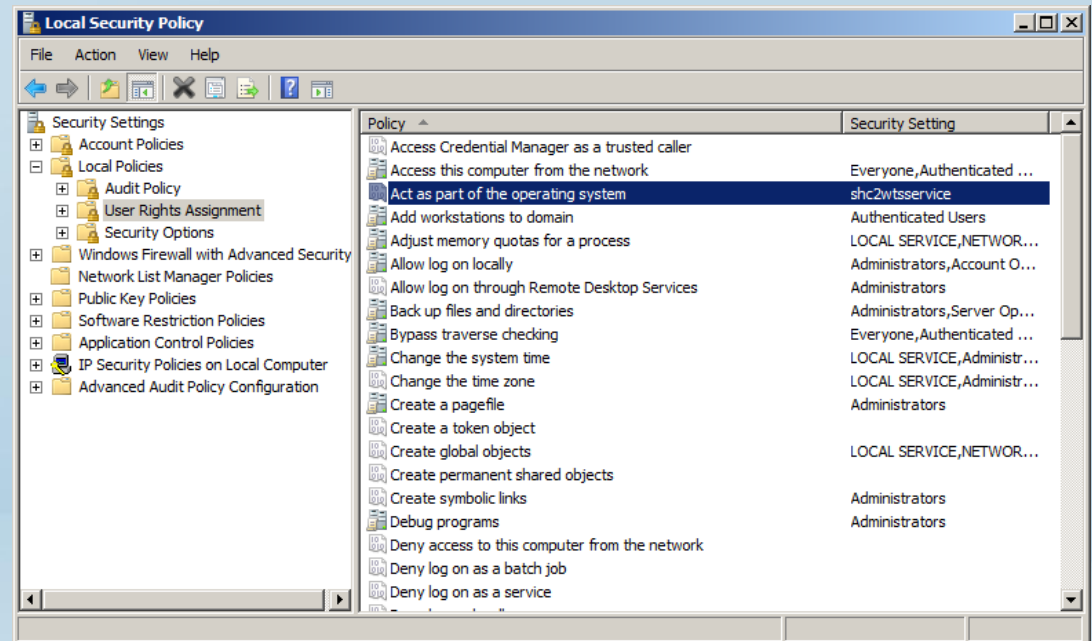 Local Security Policy
File Action View Help
Security Settings
Account Policies
Local Policies
Audit Policy
User Rights Assignment
Security Options
Windows Firewall with Advanced Security
Network List Manager Policies
Public Key Policies
Software Restriction Policies
Application Control Policies
IP Security Policies on Local Computer
Advanced Audit Policy Configuration
Policy Security Setting
Access Credential Manager as a trusted caller
Access this computer from the network Everyone,Authenticated ...
Act as part of the operating system shc2wtsservice
Add workstations to domain Authenticated Users
Adjust memory quotas for a process LOCAL SERVICE,NETWOR...
Allow log on locally Administrators,Account O...
Allow log on through Remote Desktop Services Administrators
Back up files and directories Administrators,Server Op...
Bypass traverse checking Everyone,Authenticated ...
Change the system time LOCAL SERVICE,Administr...
Change the time zone LOCAL SERVICE,Administr...
Create a pagefile Administrators
Create a token object
Create global objects LOCAL SERVICE,NETWOR...
Create permanent shared objects
Create symbolic links Administrators
Debug programs Administrators
Deny access to this computer from the network
Deny log on as a batch job
Deny log on as a service